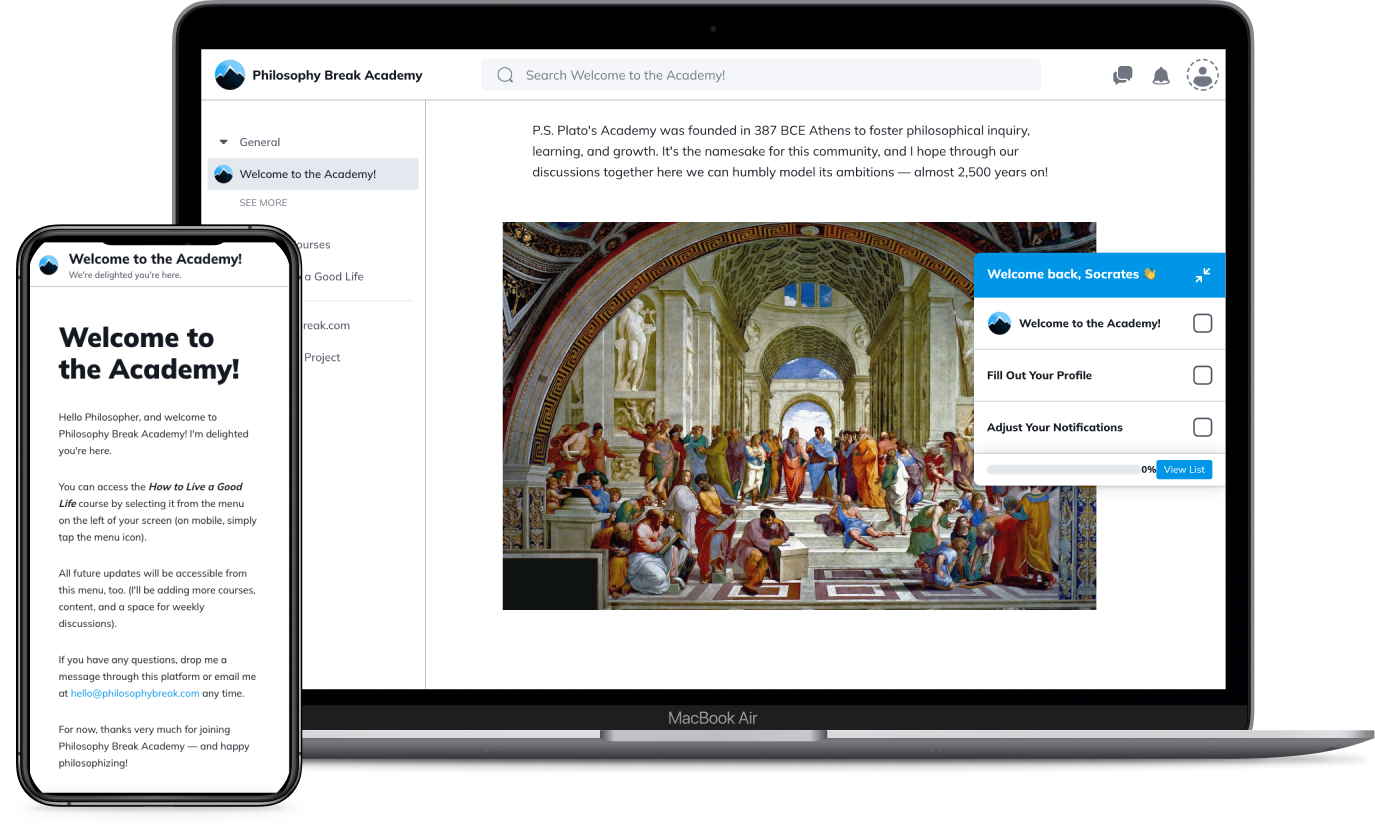 Philosophy Break Academy
Search Welcome to the Academy!
General
Welcome to the Academy!
SEE MORE
a Good Life
Project
P.S. Plato's Academy was founded in 387 BCE Athens to foster philosophical inquiry,
learning, and growth. It's the namesake for this community, and I hope through our
discussions together here we can humbly model its ambitions — almost 2,500 years on!
Welcome back, Socrates 👋
Welcome to the Academy!
Fill Out Your Profile
Adjust Your Notifications
0% View List
MacBook Air
Welcome to the Academy!
We're delighted you're here.
Welcome to
the Academy!
Hello Philosopher, and welcome to
Philosophy Break Academy! I'm delighted
you're here.
You can access the How to Live a Good
Life course by selecting it from the menu
on the left of your screen (on mobile, simply
tap the menu icon).
All future updates will be accessible from
this menu, too. (I'll be adding more courses,
content, and a space for weekly
discussions).
If you have any questions, drop me a
message through this platform or email me
at hello@philosophybreak.com any time.
For now, thanks very much for joining
Philosophy Break Academy — and happy
philosophizing!